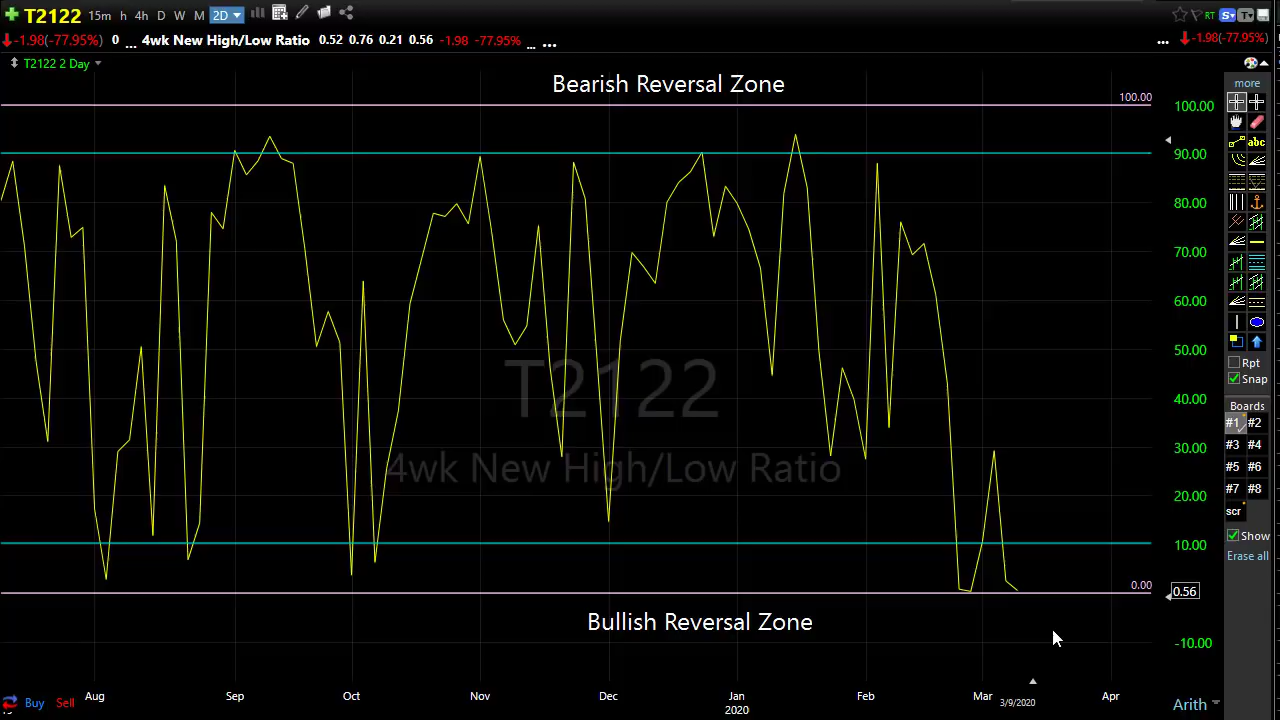 T2122 15m h 4h D W M 2D RT S T
-1.98(-77.95%) 0 ... 4wk New High/Low Ratio 0.52 0.76 0.21 0.56 -1.98 -77.95% ... ... ... -1.98(-77.95%)
T2122 2 Day
Bearish Reversal Zone
more
100.00
100.00
abc
90.00
80.00
70.00
60.00
50.00
Rpt
Snap
T2122
40.00
Boards
#1 #2
#3 #4
30.00
4wk New High/Low Ratio
#5 #6
#7 #8
20.00
scr
10.00
Show
Erase all
0.00
0.56
Bullish Reversal Zone
-10.00
Aug Sep Oct Nov Dec Jan Feb Mar Apr
Buy Sell
3/9/2020
Arith
2020